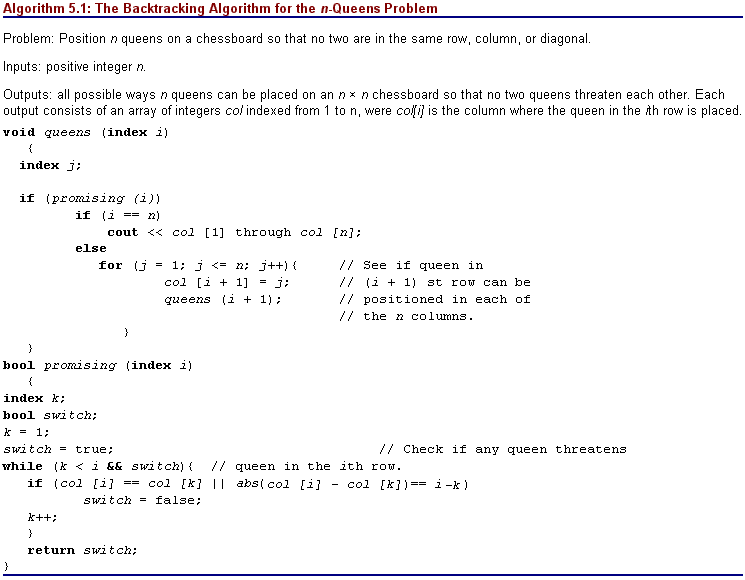 Algorithm 5.1: The Backtracking Algorithm for the n-Queens Problem
Problem: Position n queens on a chessboard so that no two are in the same row, column, or diagonal.
Inputs: positive integer n.
Outputs: all possible ways n queens can be placed on an n × n chessboard so that no two queens threaten each other. Each
output consists of an array of integers col indexed from 1 to n, were col[i] is the column where the queen in the ith row is placed.
void queens (index i)
{
index j;
if (promising (i))
if (i == n)
cout << col [1] through col [n];
else
for (j = 1; j <= n; j++){ // See if queen in
col [i + 1] = j; // (i + 1) st row can be
queens (i + 1); // positioned in each of
// the n columns.
}
}
bool promising (index i)
{
index k;
bool switch;
k = 1;
switch = true; // Check if any queen threatens
while (k < i && switch){ // queen in the ith row.
if (col [i] == col [k] || abs(col [i] - col [k])== i-k)
switch = false;
k++;
}
return switch;
}